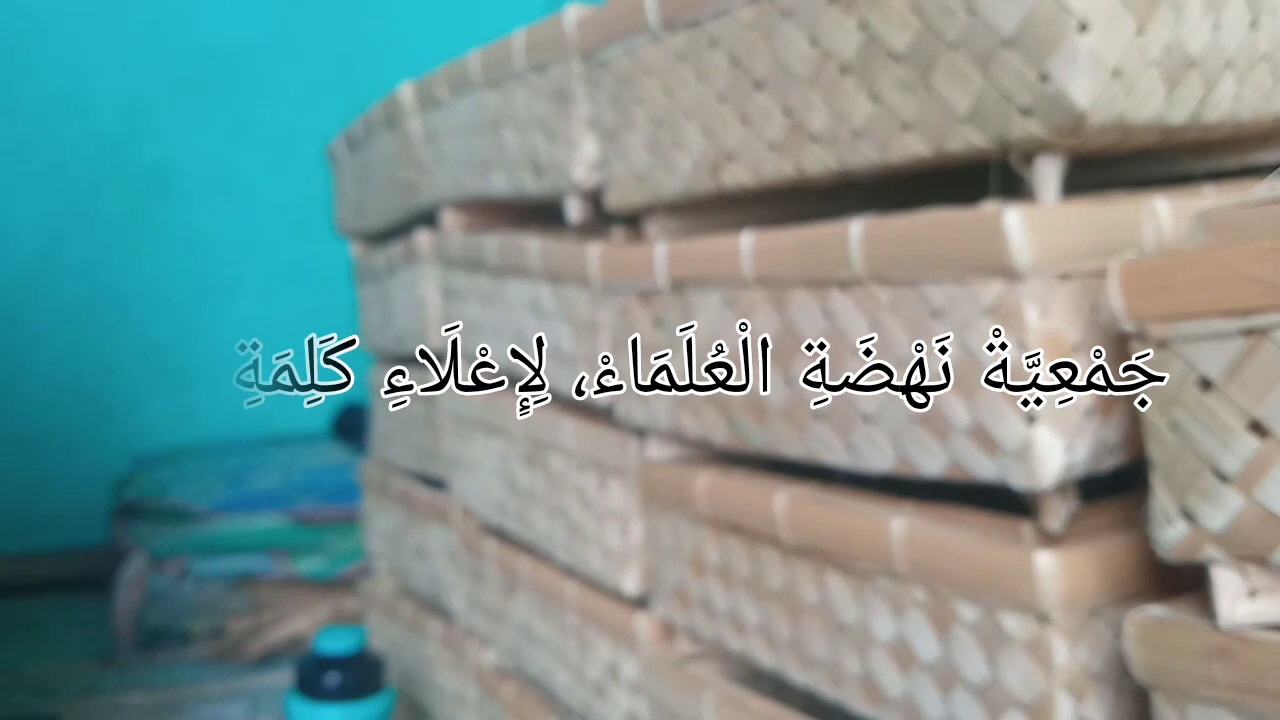 جَمْعِيَّةْ نَهْضَةِ الْعُلَمَاءْ، لِإِعْلَاءِ كَلِمَةِ